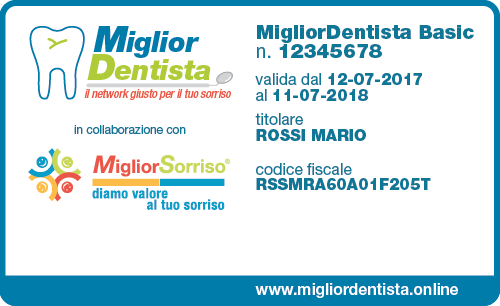 Miglior
Dentista
il network giusto per il tuo sorriso
in collaborazione con
MigliorSorriso®
diamo valore
al tuo sorriso
MigliorDentista Basic
n. 12345678
valida dal 12-07-2017
al 11-07-2018
titolare
ROSSI MARIO
codice fiscale
RSSMRA60A01F205T
www.migliordentista.online